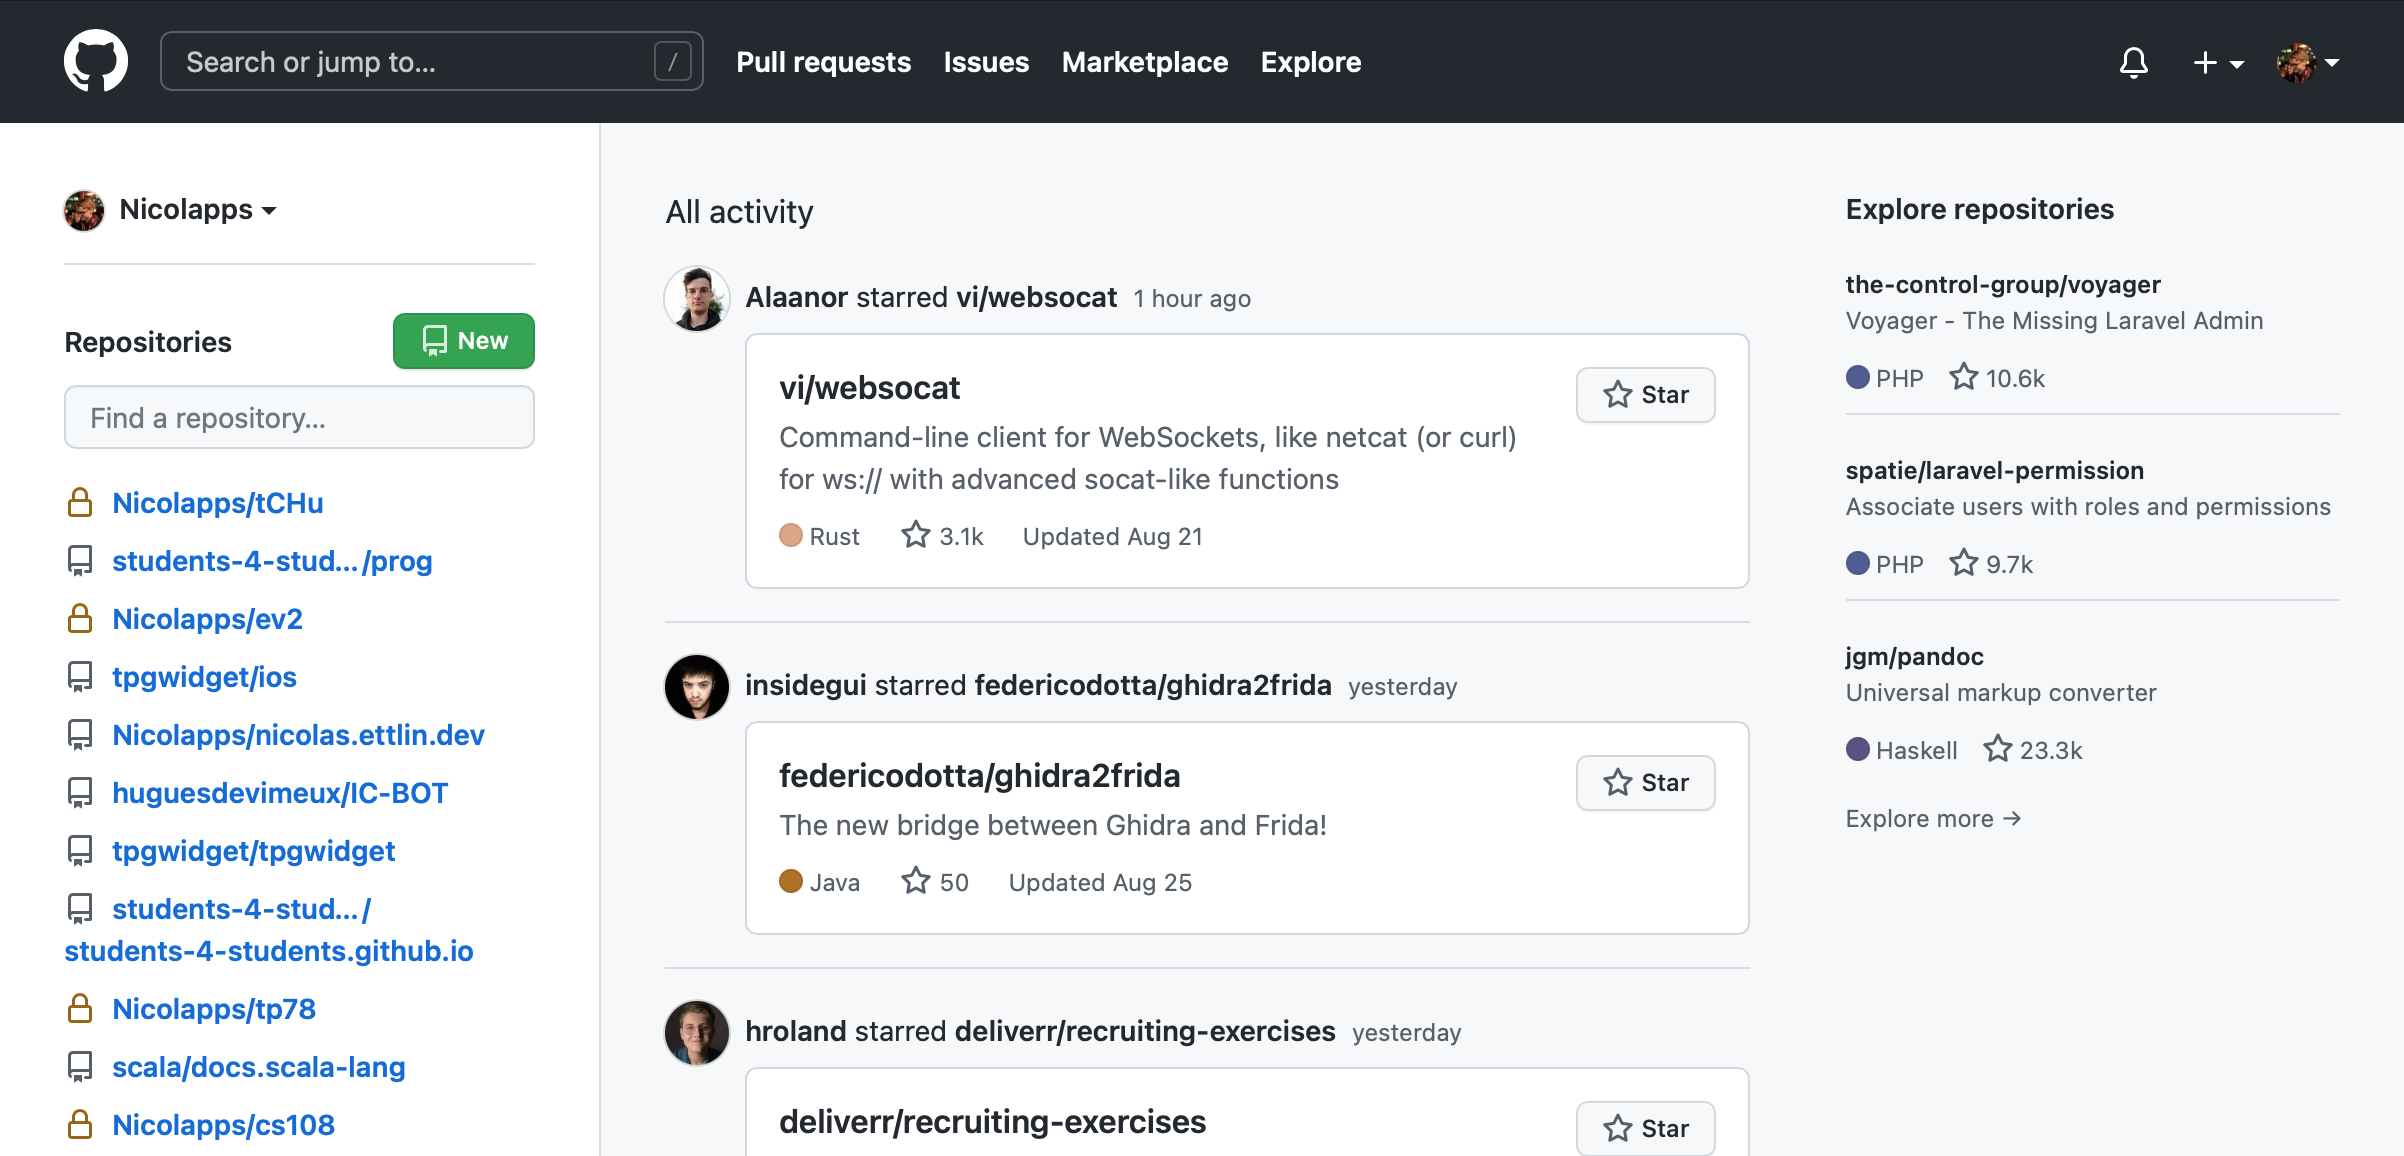 Search or jump to...
/
Pull requests
Issues
Marketplace
Explore
Nicolapps
Repositories
New
Find a repository...
Nicolapps/tCHu
students-4-stud... /prog
Nicolapps/ev2
tpgwidget/ios
Nicolapps/nicolas.ettlin.dev
huguesdevimeux/IC-BOT
tpgwidget/tpgwidget
students-4-stud... /
students-4-students.github.io
Nicolapps/tp78
scala/docs.scala-lang
Nicolapps/cs108
All activity
Alaanor starred vi/websocat 1 hour ago
vi/websocat
Star
Command-line client for WebSockets, like netcat (or curl)
for ws:// with advanced socat-like functions
Rust 3.1k Updated Aug 21
insidegui starred federicodotta/ghidra2frida yesterday
federicodotta/ghidra2frida
Star
The new bridge between Ghidra and Frida!
Java 50 Updated Aug 25
hroland starred deliverr/recruiting-exercises yesterday
deliverr/recruiting-exercises
Star
Explore repositories
the-control-group/voyager
Voyager - The Missing Laravel Admin
PHP 10.6k
spatie/laravel-permission
Associate users with roles and permissions
PHP 9.7k
jgm/pandoc
Universal markup converter
Haskell 23.3k
Explore more →